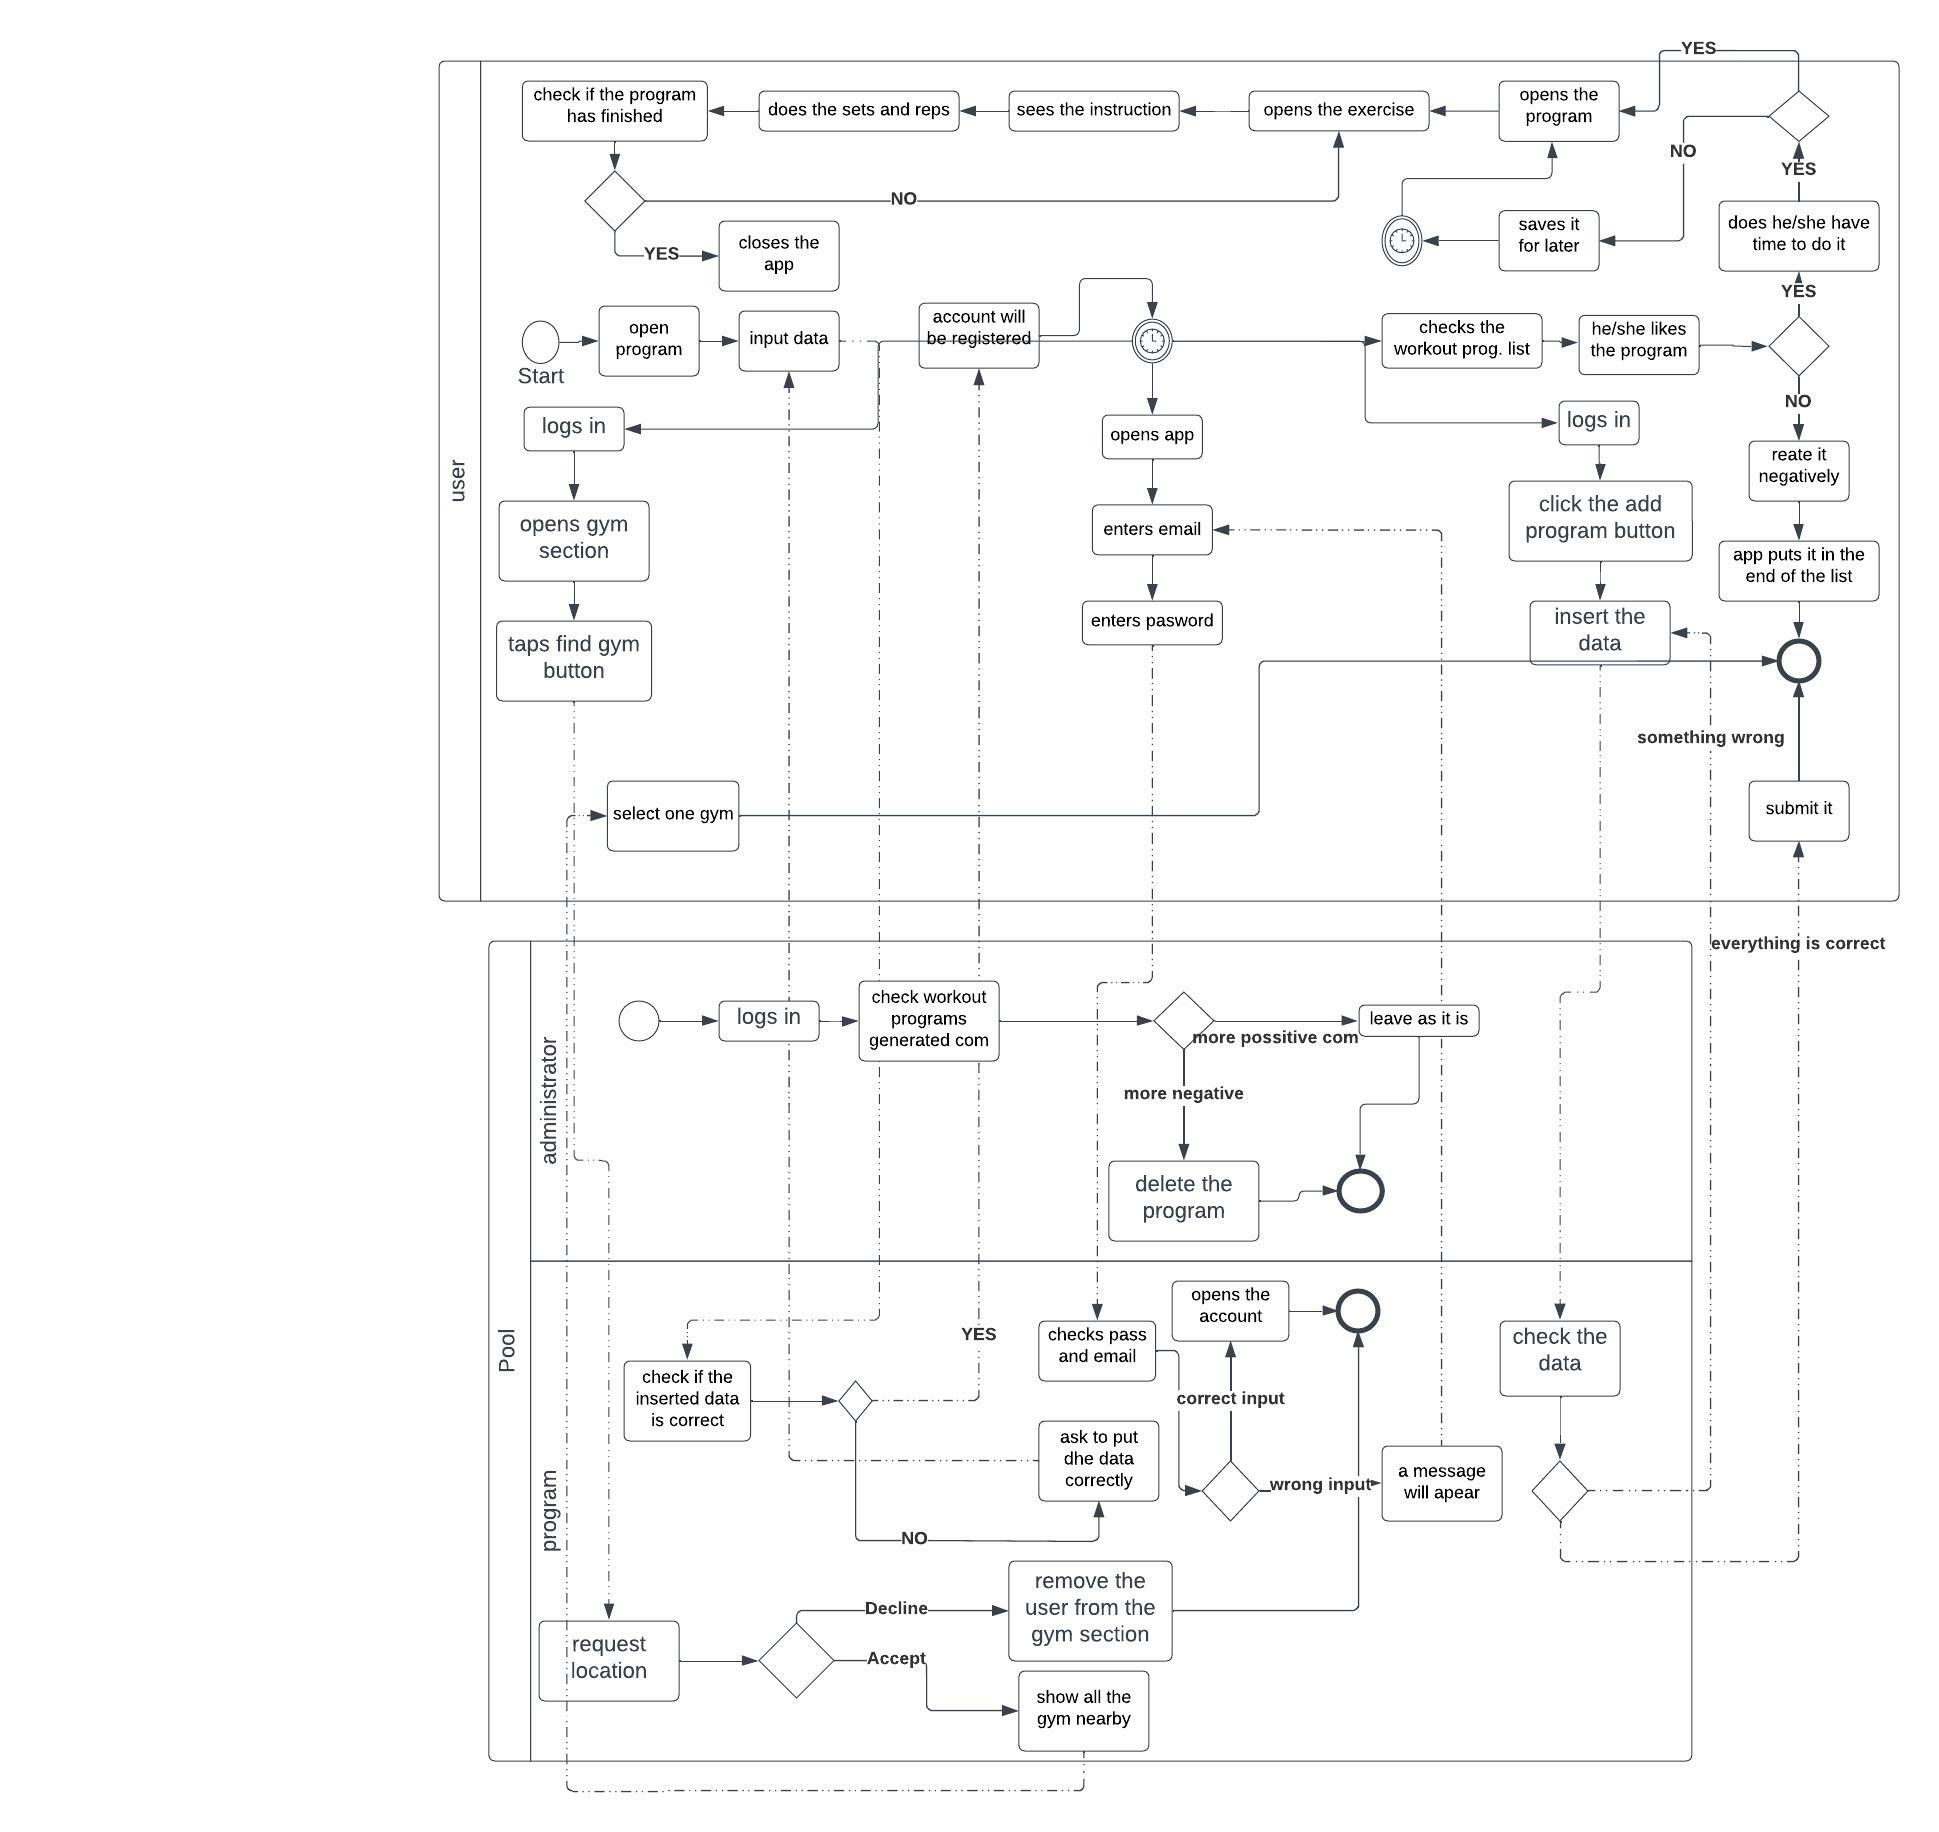 YES
check if the program
has finished
does the sets and reps
sees the instruction
opens the exercise
opens the
program
NO
YES
NO
does he/she have
time to do it
saves it
for later
YES
closes the
app
YES
account will
be registered
open
program
input data
checks the
workout prog. list
he/she likes
the program
Start
NO
logs in
opens app
logs in
reate it
negatively
user
opens gym
section
enters email
click the add
program button
app puts it in the
end of the list
taps find gym
button
enters pasword
insert the
data
something wrong
select one gym
submit it
everything is correct
Pool
administrator
logs in
check workout
programs
generated com
more possitive com
leave as it is
more negative
delete the
program
program
opens the
account
YES
checks pass
and email
check the
data
check if the
inserted data
is correct
correct input
ask to put
dhe data
correctly
wrong input
a message
will apear
NO
Decline
remove the
user from the
gym section
request
location
Accept
show all the
gym nearby